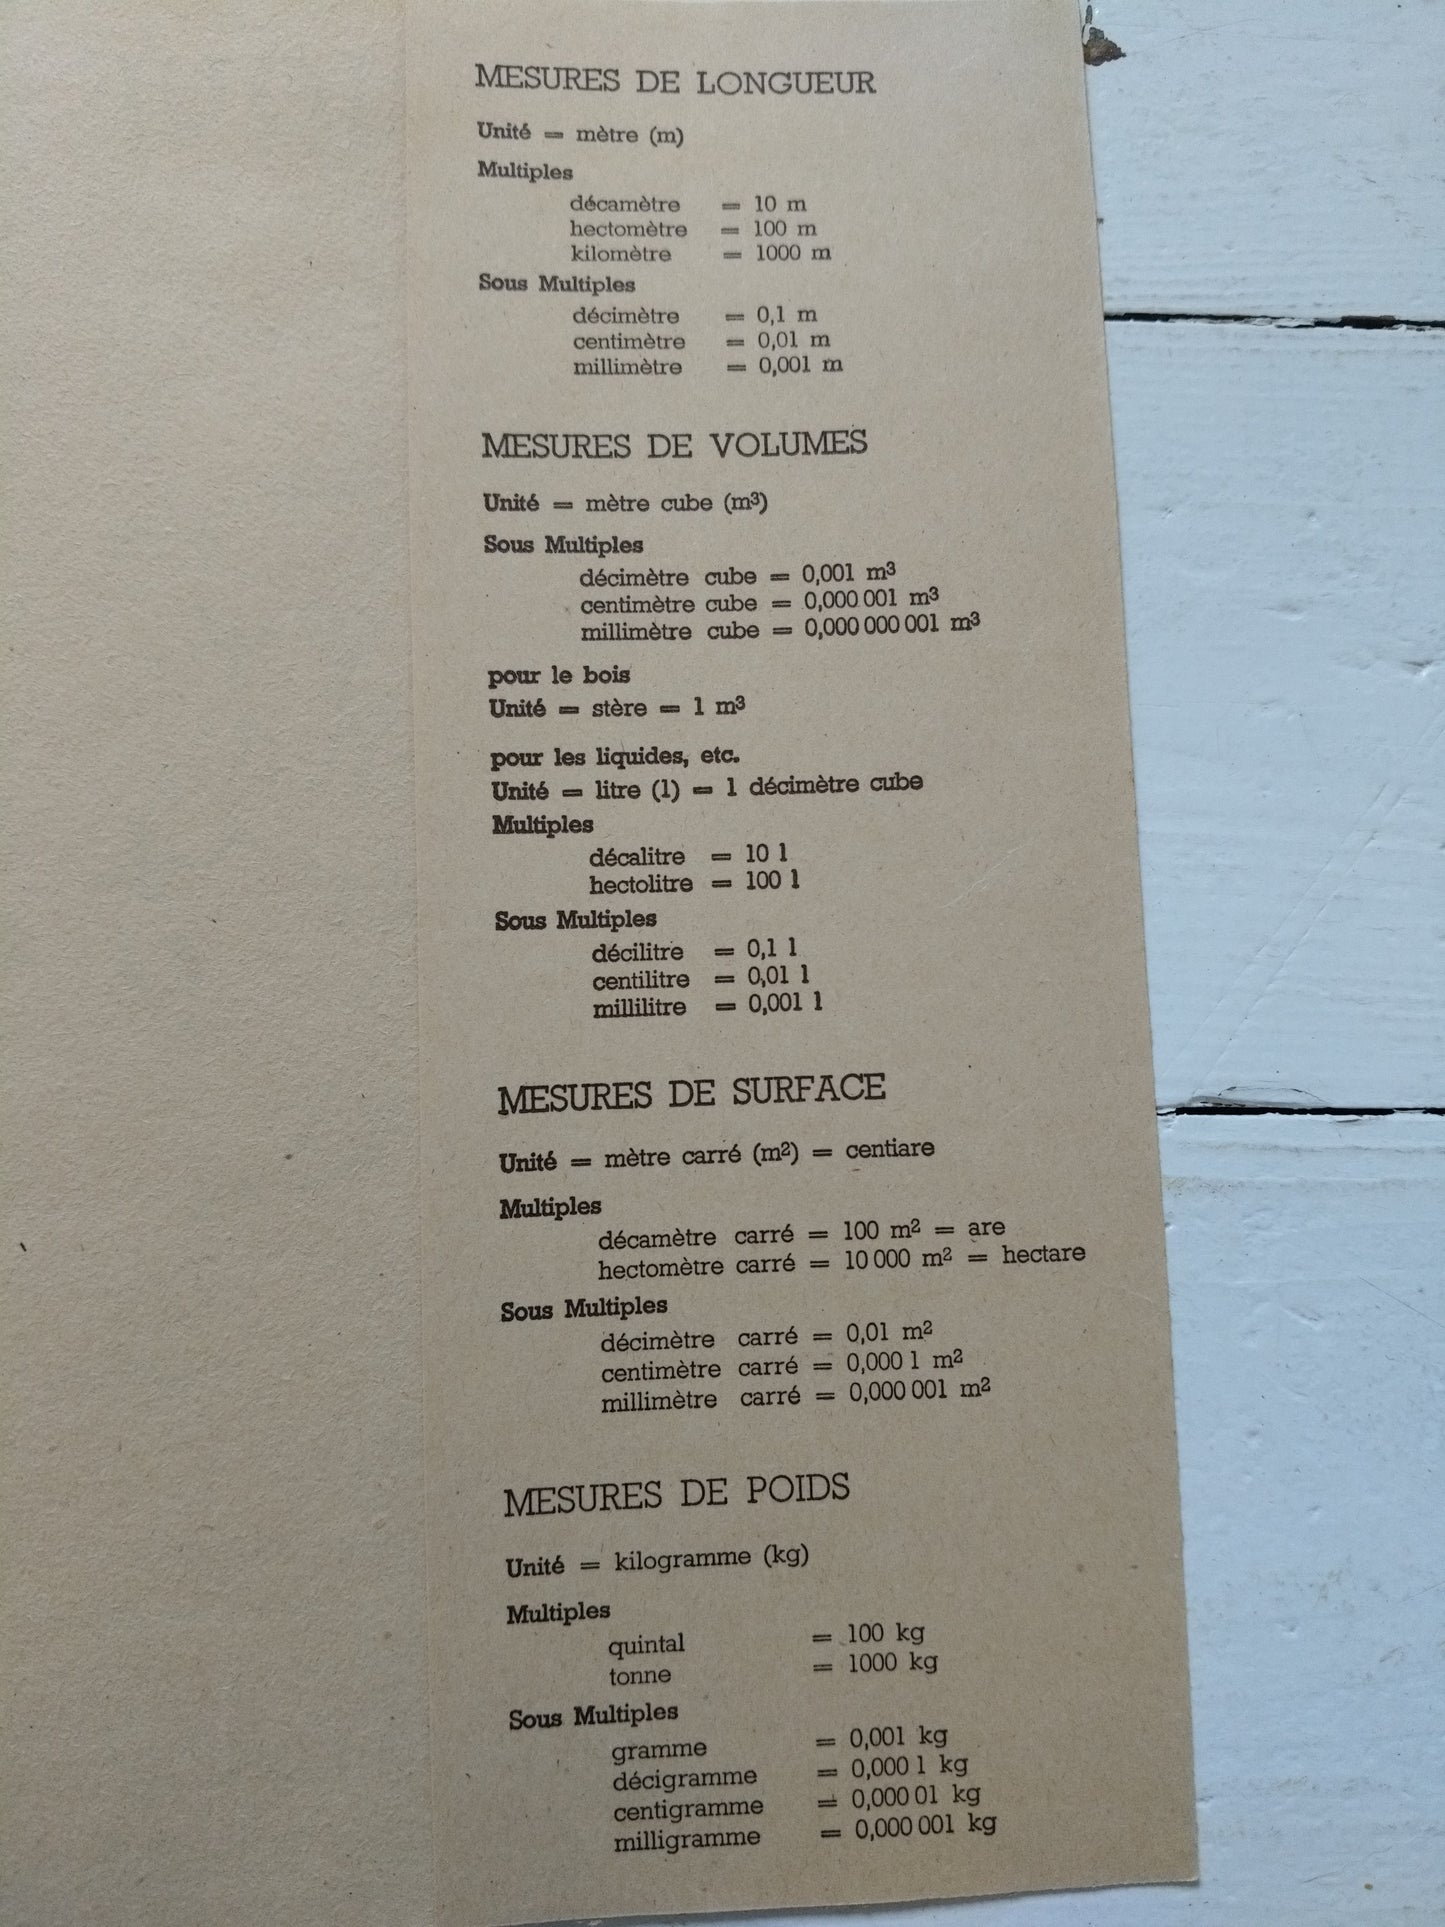 MESURES DE LONGUEUR
Unité = mètre (m)
Multiples
décamètre = 10 m
hectomètre = 100 m
kilomètre = 1000 m
Sous Multiples
décimètre = 0,1 m
centimètre = 0,01 m
millimètre = 0,001 m
MESURES DE VOLUMES
Unité = mètre cube (m³)
Sous Multiples
décimètre cube = 0,001 m³
centimètre cube = 0,000 001 m³
millimètre cube = 0,000 000 001 m³
pour le bois
Unité = stère = 1 m³
pour les liquides, etc.
Unité = litre (l) = 1 décimètre cube
Multiples
décalitre = 10 l
hectolitre = 100 l
Sous Multiples
décilitre = 0,1 l
centilitre = 0,01 l
millilitre = 0,001 l
MESURES DE SURFACE
Unité = mètre carré (m²) = centiare
Multiples
décamètre carré = 100 m² = are
hectomètre carré = 10 000 m² = hectare
Sous Multiples
décimètre carré = 0,01 m²
centimètre carré = 0,000 1 m²
millimètre carré = 0,000 001 m²
MESURES DE POIDS
Unité = kilogramme (kg)
Multiples
quintal = 100 kg
tonne = 1000 kg
Sous Multiples
gramme = 0,001 kg
décigramme = 0,000 1 kg
centigramme = 0,000 01 kg
milligramme = 0,000 001 kg